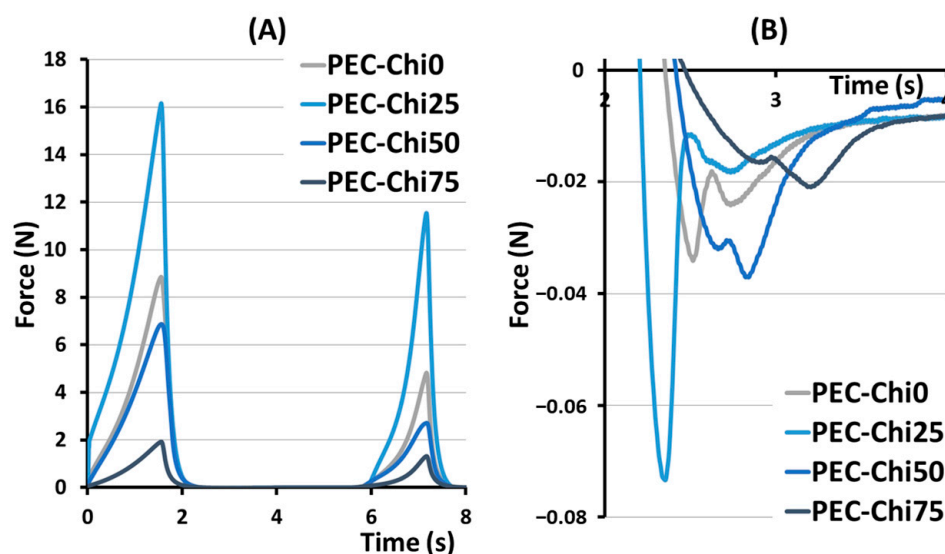 (A)
18
16
14
12
10
8
6
4
2
0
Force (N)
PEC-Chi0
PEC-Chi25
PEC-Chi50
PEC-Chi75
0 2 4 6 8
Time (s)
(B)
0
−0.02
−0.04
−0.06
−0.08
Force (N)
2 3
Time (s)
PEC-Chi0
PEC-Chi25
PEC-Chi50
PEC-Chi75